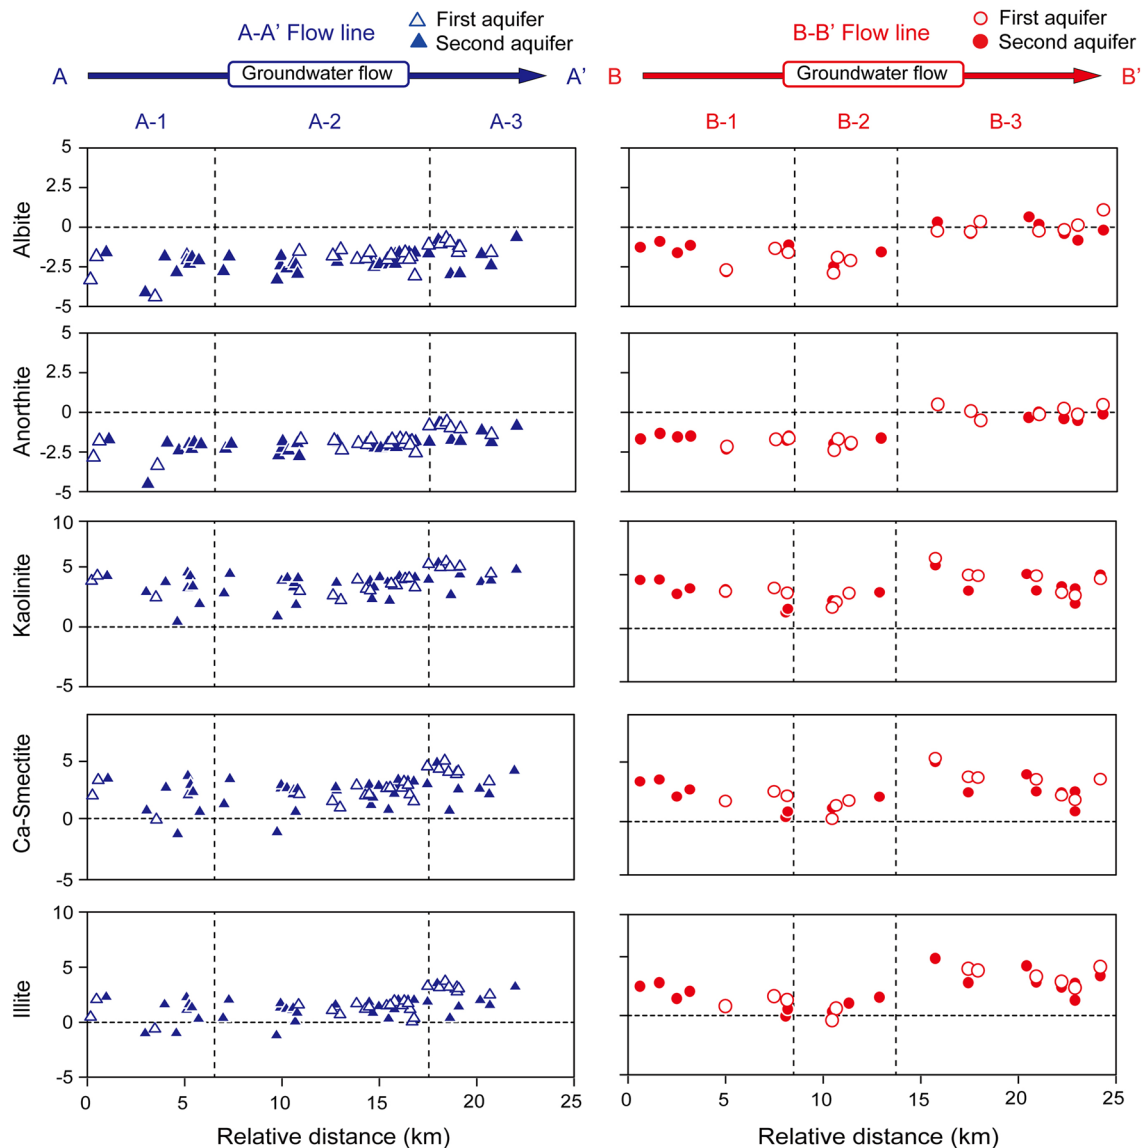 A-A' Flow line
First aquifer
Second aquifer
B-B' Flow line
First aquifer
Second aquifer
A
Groundwater flow
A'
B
Groundwater flow
B'
A-1
A-2
A-3
B-1
B-2
B-3
Albite
5
2.5
0
-2.5
-5
Anorthite
5
2.5
0
-2.5
-5
Kaolinite
10
5
0
-5
Ca-Smectite
5
0
-5
Illite
10
5
0
-5
0
5
10
15
20
25
0
5
10
15
20
25
Relative distance (km)
Relative distance (km)